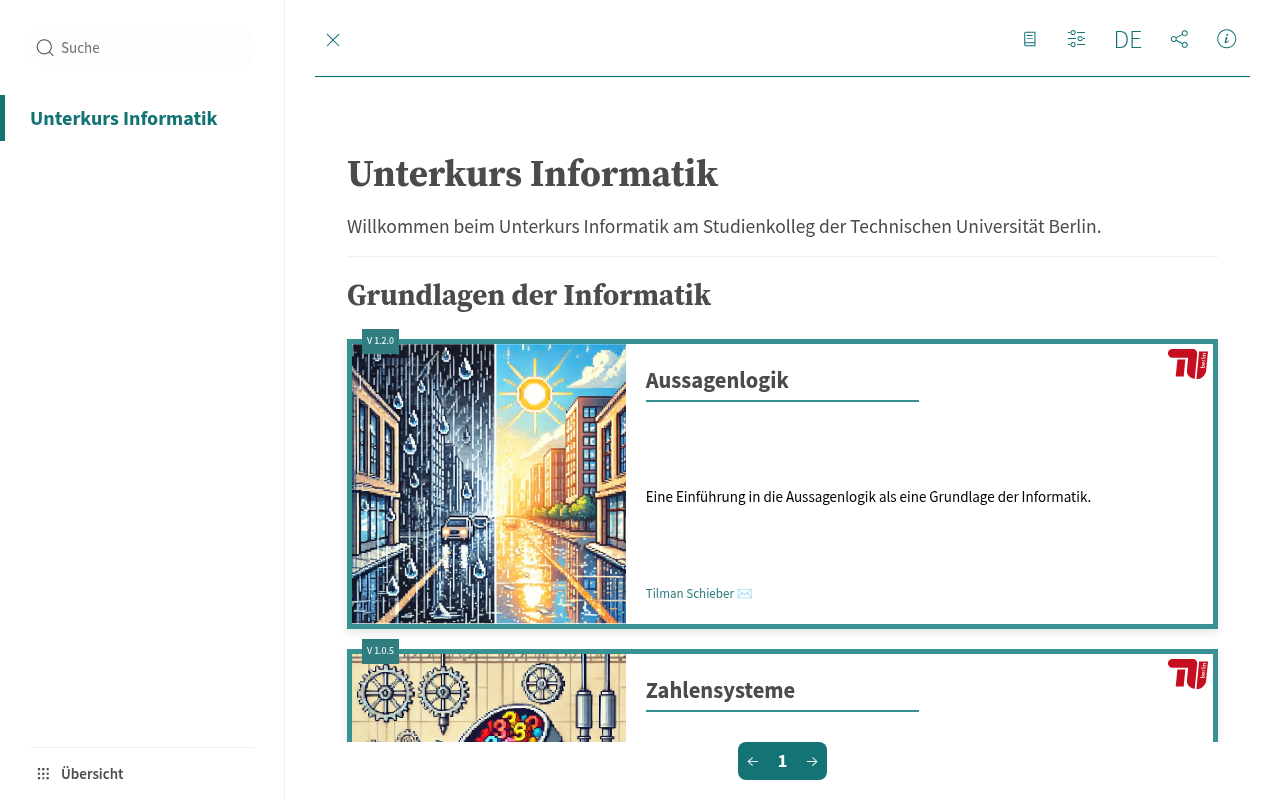 Suche
DE
Unterkurs Informatik
Unterkurs Informatik
Willkommen beim Unterkurs Informatik am Studienkolleg der Technischen Universität Berlin.
Grundlagen der Informatik
V 1.2.0
berlin
Aussagenlogik
Eine Einführung in die Aussagenlogik als eine Grundlage der Informatik.
Tilman Schieber ✉️
V 1.0.5
berlin
Zahlensysteme
← 1 →
Übersicht